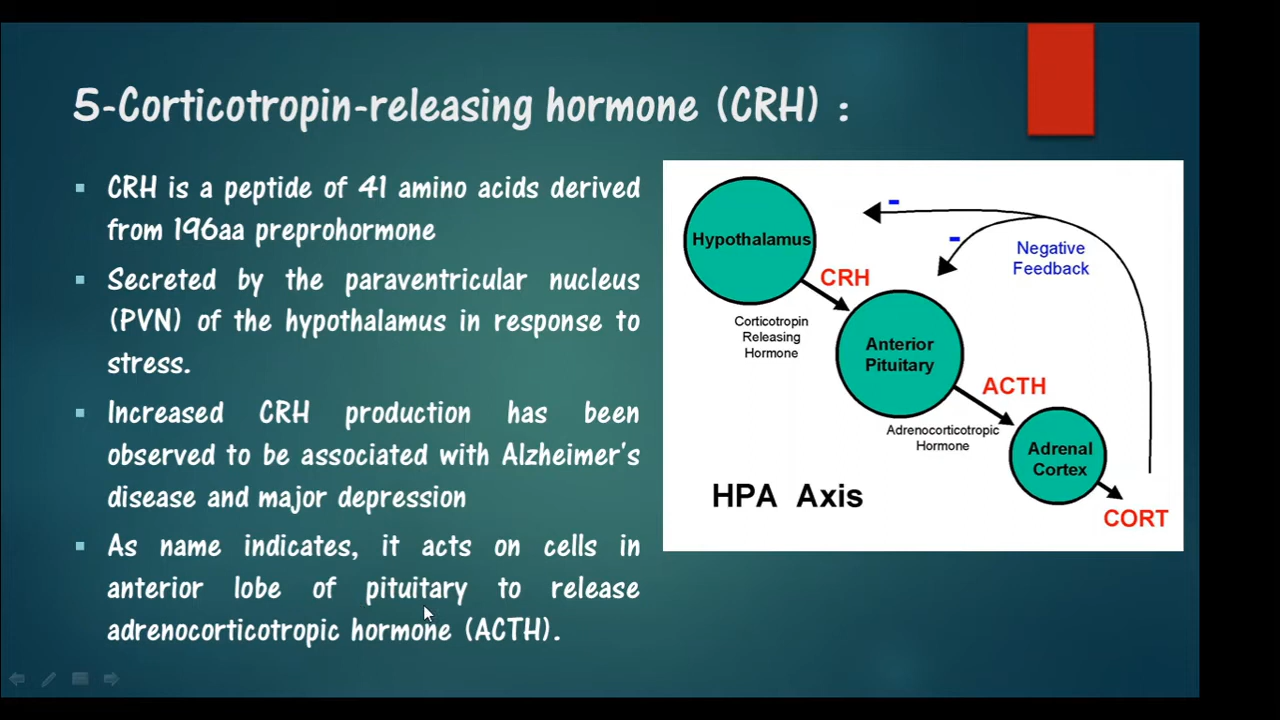 5-Corticotropin-releasing hormone (CRH) :
CRH is a peptide of 41 amino acids derived
from 196aa preprohormone
Secreted by the paraventricular nucleus
(PVN) of the hypothalamus in response to
stress.
Increased CRH production has been
observed to be associated with Alzheimer's
disease and major depression
As name indicates, it acts on cells in
anterior lobe of pituitary to release
adrenocorticotropic hormone (ACTH).
Hypothalamus
-
-
Negative
Feedback
CRH
Corticotropin
Releasing
Hormone
Anterior
Pituitary
ACTH
Adrenocorticotropic
Hormone
Adrenal
Cortex
HPA Axis
CORT